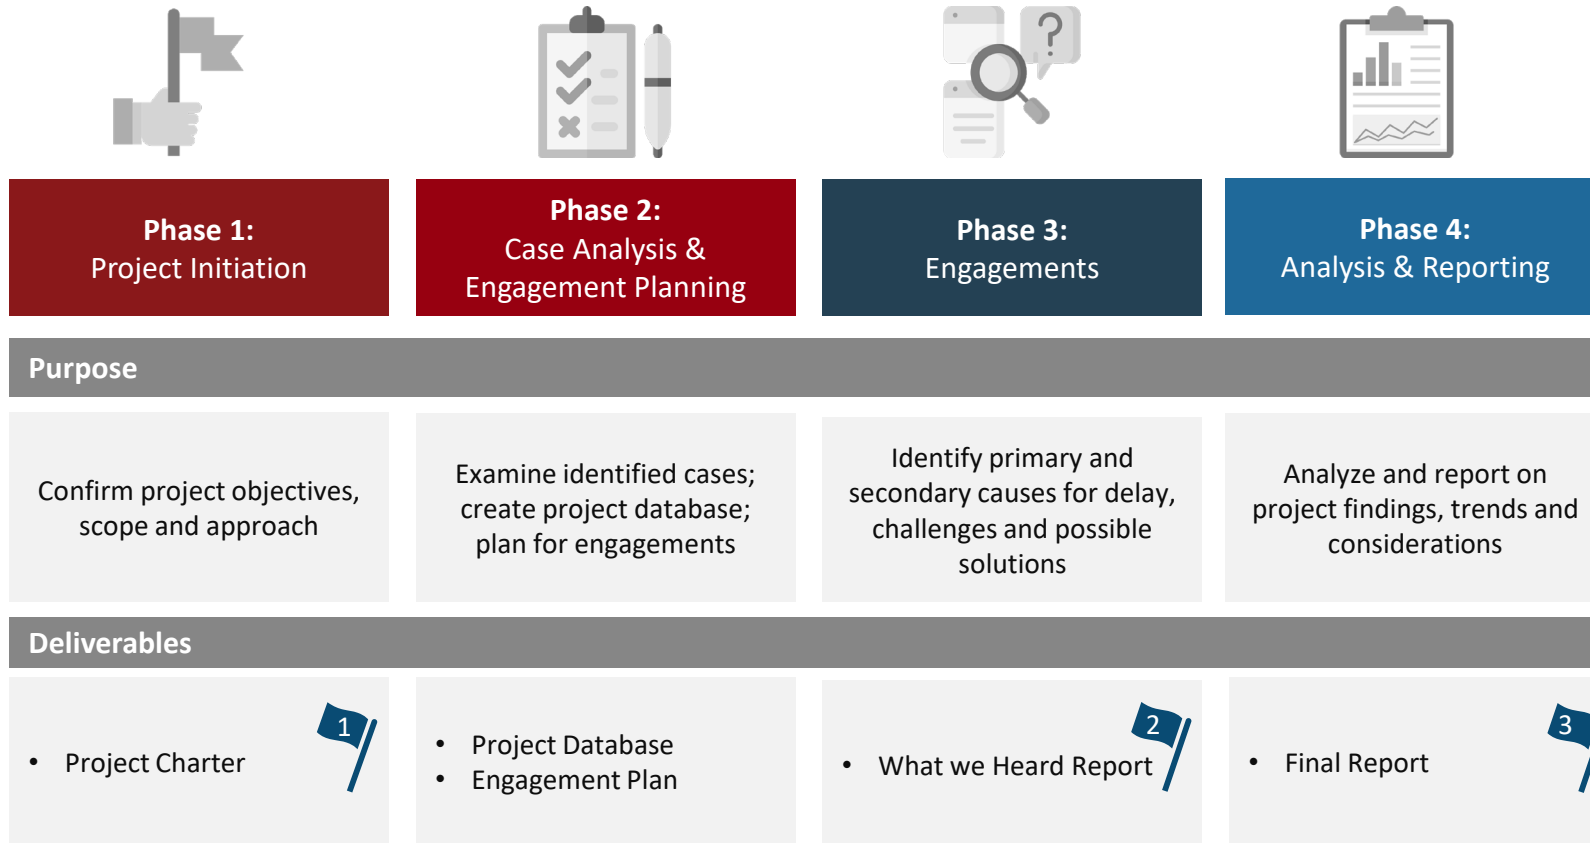 ?
Phase 1:
Project Initiation
Phase 2:
Case Analysis &
Engagement Planning
Phase 3:
Engagements
Phase 4:
Analysis & Reporting
Purpose
Confirm project objectives,
scope and approach
Examine identified cases;
create project database;
plan for engagements
Identify primary and
secondary causes for delay,
challenges and possible
solutions
Analyze and report on
project findings, trends and
considerations
Deliverables
• Project Charter
1
• Project Database
• Engagement Plan
• What we Heard Report
2
• Final Report
3